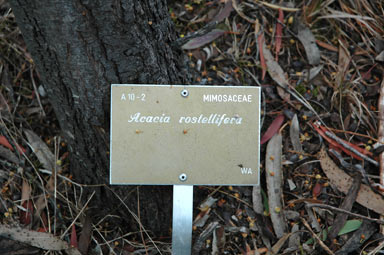 A 10-2 MIMOSACEAE
Acacia rostellifera
WA